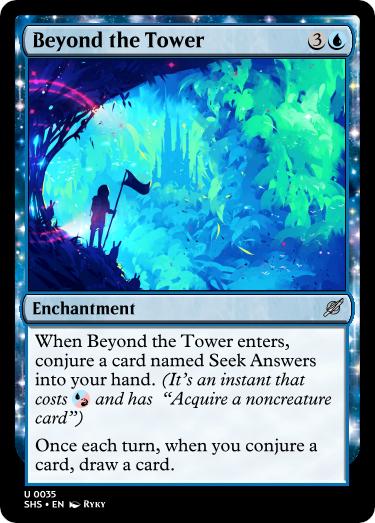 Beyond the Tower 3
Enchantment
When Beyond the Tower enters,
conjure a card named Seek Answers
into your hand. (It's an instant that
costs and has “Acquire a noncreature
card”)
Once each turn, when you conjure a
card, draw a card.
U 0035
SHS • EN Ryky